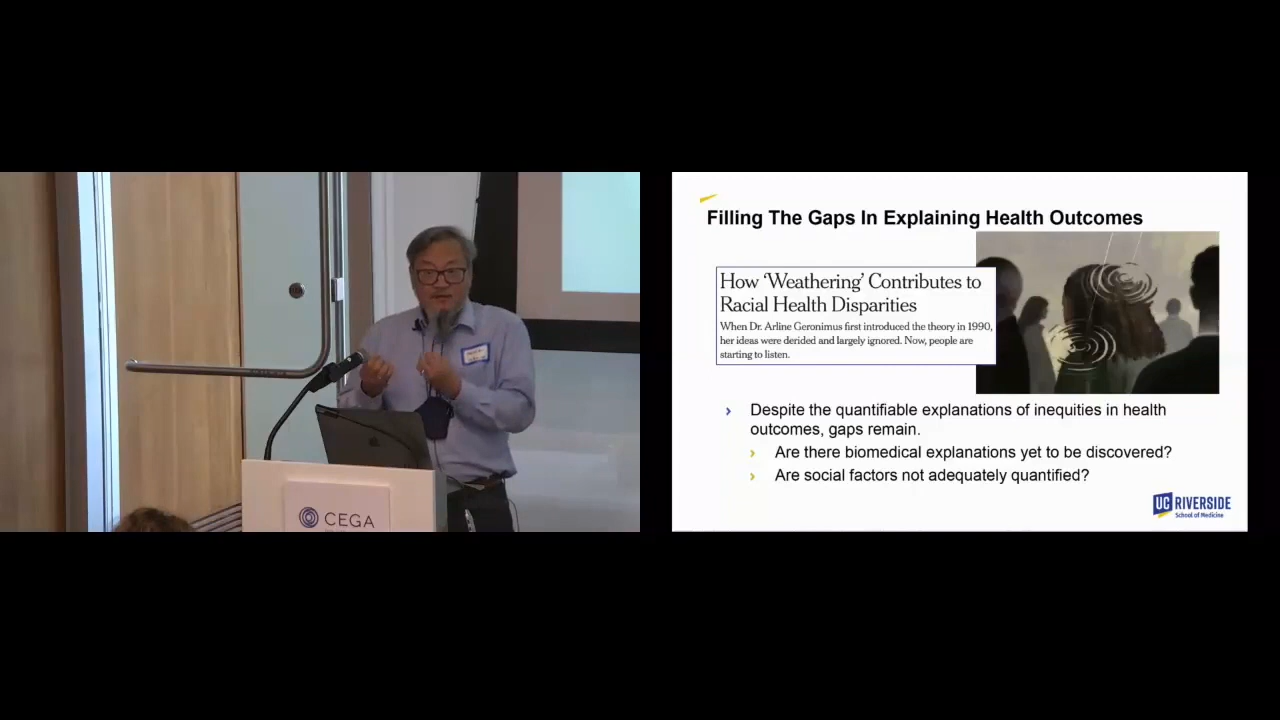 CEGA
Filling The Gaps In Explaining Health Outcomes
How ‘Weathering’ Contributes to
Racial Health Disparities
When Dr. Arline Geronimus first introduced the theory in 1990,
her ideas were derided and largely ignored. Now, people are
starting to listen.
› Despite the quantifiable explanations of inequities in health
outcomes, gaps remain.
› Are there biomedical explanations yet to be discovered?
› Are social factors not adequately quantified?
UC RIVERSIDE
School of Medicine